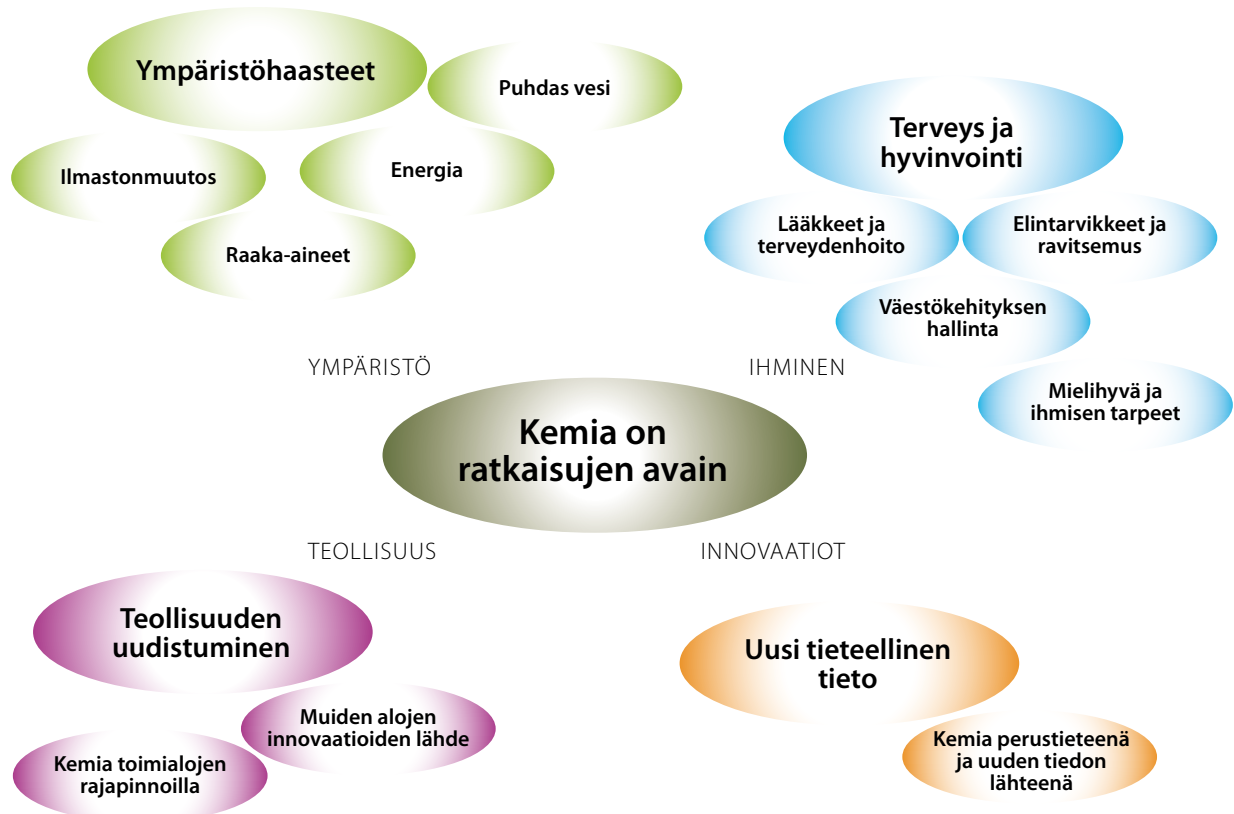 Ympäristöhaasteet
Puhdas vesi
Ilmastonmuutos
Energia
Raaka-aineet
YMPÄRISTÖ
Terveys ja
hyvinvointi
Lääkkeet ja
terveydenhoito
Elintarvikkeet ja
ravitsemus
Väestökehityksen
hallinta
Mielihyvä ja
ihmisen tarpeet
IHMINEN
Kemia on
ratkaisujen avain
TEOLLISUUS
Teollisuuden
uudistuminen
Muiden alojen
innovaatioiden lähde
Kemia toimialojen
rajapinnoilla
INNOVAATIOT
Uusi tieteellinen
tieto
Kemia perustieteenä
ja uuden tiedon
lähteenä